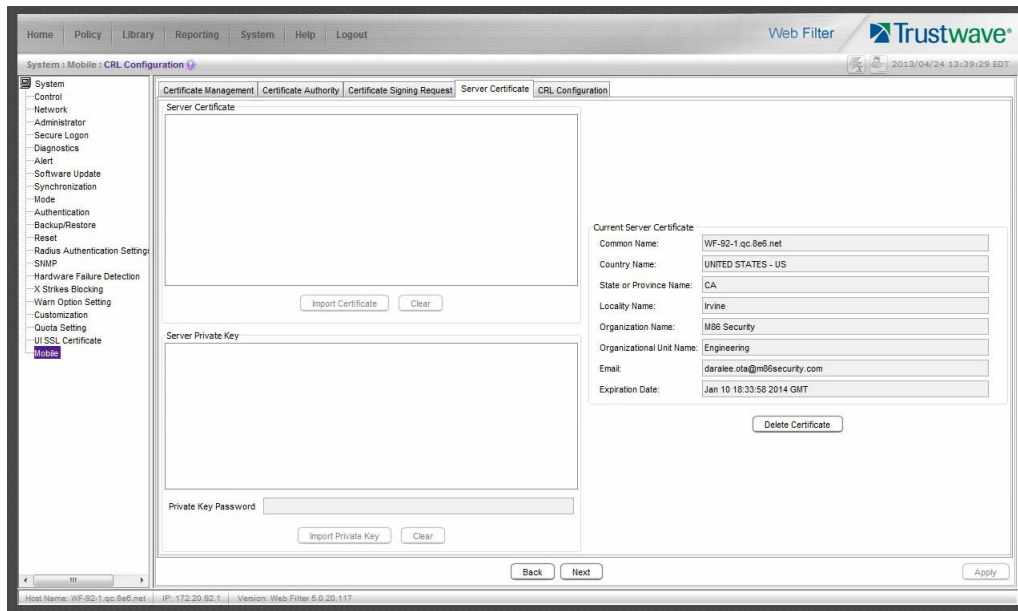 Home Policy Library Reporting System Help Logout
Web Filter
Trustwave®
System : Mobile : CRL Configuration
2013/04/24 13:39:29 EDT
System
Control
Network
Administrator
Secure Logon
Diagnostics
Alert
Software Update
Synchronization
Mode
Authentication
Backup/Restore
Reset
Radius Authentication Settings
SNMP
Hardware Failure Detection
X Strikes Blocking
Warn Option Setting
Customization
Quota Setting
UI SSL Certificate
Mobile
Certificate Management Certificate Authority Certificate Signing Request Server Certificate CRL Configuration
Server Certificate
Import Certificate Clear
Server Private Key
Private Key Password
Import Private Key Clear
Current Server Certificate
Common Name: WF-92-1.qc.8e6.net
Country Name: UNITED STATES - US
State or Province Name: CA
Locality Name: Irvine
Organization Name: M86 Security
Organizational Unit Name: Engineering
Email: daralee.ota@m86security.com
Expiration Date: Jan 10 18:33:58 2014 GMT
Delete Certificate
Back Next
Apply
Host Name: WF-92-1.qc.8e6.net IP: 172.20.92.1 Version: Web Filter 5.0.20.117